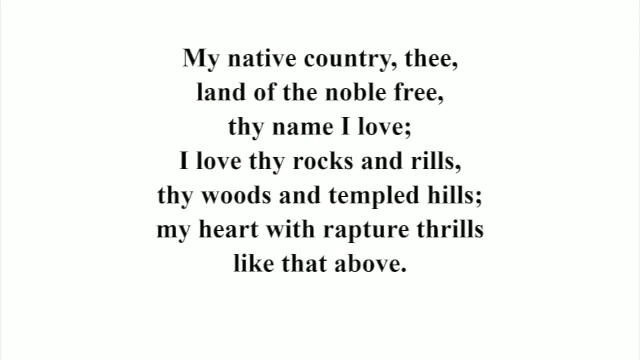 My native country, thee,
land of the noble free,
thy name I love;
I love thy rocks and rills,
thy woods and templed hills;
my heart with rapture thrills
like that above.